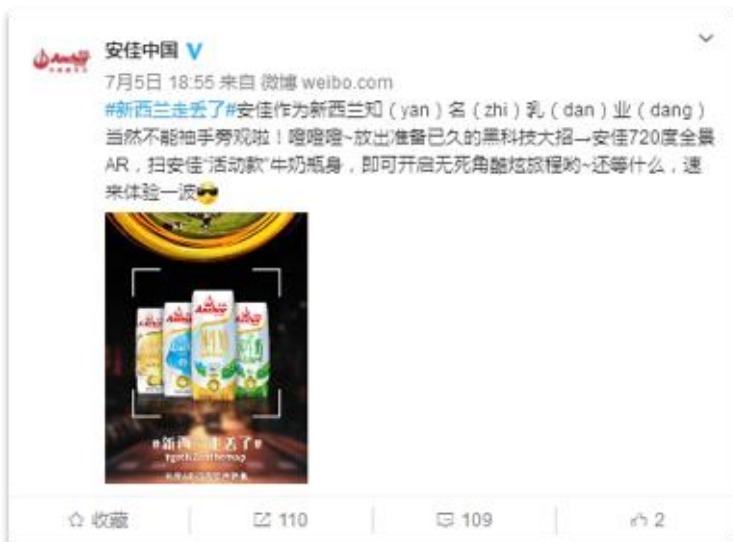 Anchor
安佳中国 V
7月5日 18:55 来自 微博 weibo.com
#新西兰走丢了#安佳作为新西兰知（yan）名（zhi）乳（dan）业（dang）
当然不能袖手旁观啦！噔噔噔~放出准备已久的黑科技大招→安佳720度全景
AR，扫安佳“活动款”牛奶瓶身，即可开启无死角酷炫旅程哟~还等什么，速
来体验一波
Anchor
#新西兰走丢了#
收藏
110
109
2